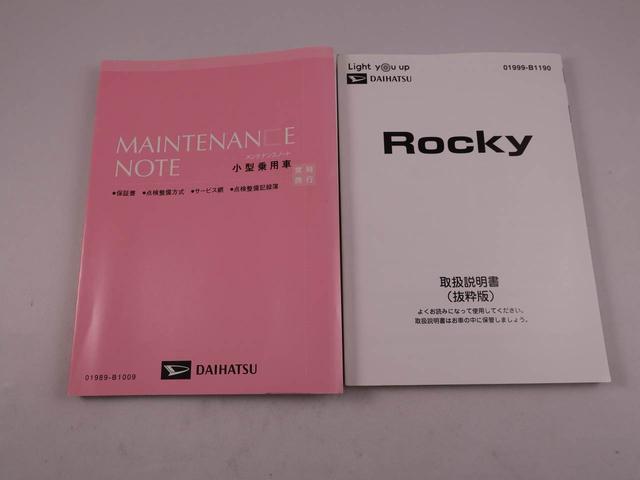 MAINTENANCE
NOTE
メンテナンスノート
小型乗用車
常時
携行
●保証書 ●点検整備方式 ●サービス網 ●点検整備記録簿
01989-B1009
DAIHATSU
Light you up
01999-B1190
DAIHATSU
Rocky
取扱説明書
（抜粋版）
よくお読みになって使用してください。
取扱説明書はお車の中に保管しましょう。